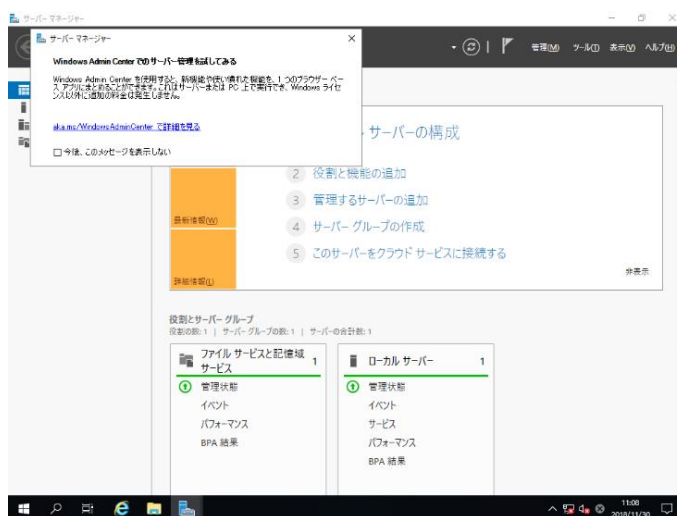 サーバー マネージャー
サーバー マネージャー
管理(M) ツール(T) 表示(V) ヘルプ(H)
Windows Admin Center でのサーバー管理を試してみる
Windows Admin Center を使用すると、新機能や使い慣れた機能を、1 つのブラウザー ベー
ス アプリにまとめることができます。これはサーバーまたは PC 上で実行でき、Windows ライセ
ンス以外に追加の料金は発生しません。
aka.ms/WindowsAdminCenter で詳細を見る
今後、このメッセージを表示しない
サーバーの構成
2 役割と機能の追加
3 管理するサーバーの追加
最新情報(W)
4 サーバー グループの作成
5 このサーバーをクラウド サービスに接続する
詳細情報(L)
非表示
役割とサーバー グループ
役割の数: 1 | サーバー グループの数: 1 | サーバーの合計数: 1
ファイル サービスと記憶域
サービス
1
管理状態
イベント
パフォーマンス
BPA 結果
ローカル サーバー 1
管理状態
イベント
サービス
パフォーマンス
BPA 結果
11:08
2018/11/30